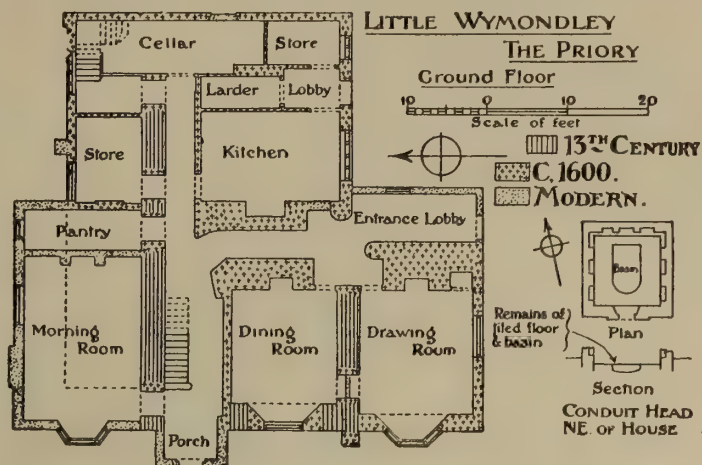 LITTLE WYMONDLEY
THE PRIORY
Ground Floor
10 0 10 20
Scale of feet
13TH CENTURY
C. 1600.
MODERN.
Cellar
Store
Larder
Lobby
Store
Kitchen
Pantry
Entrance Lobby
Morning
Room
Dining
Room
Drawing
Room
Porch
Basin
Plan
Remains of
tiled floor
& basin
Section
CONDUIT HEAD
NE. OF HOUSE